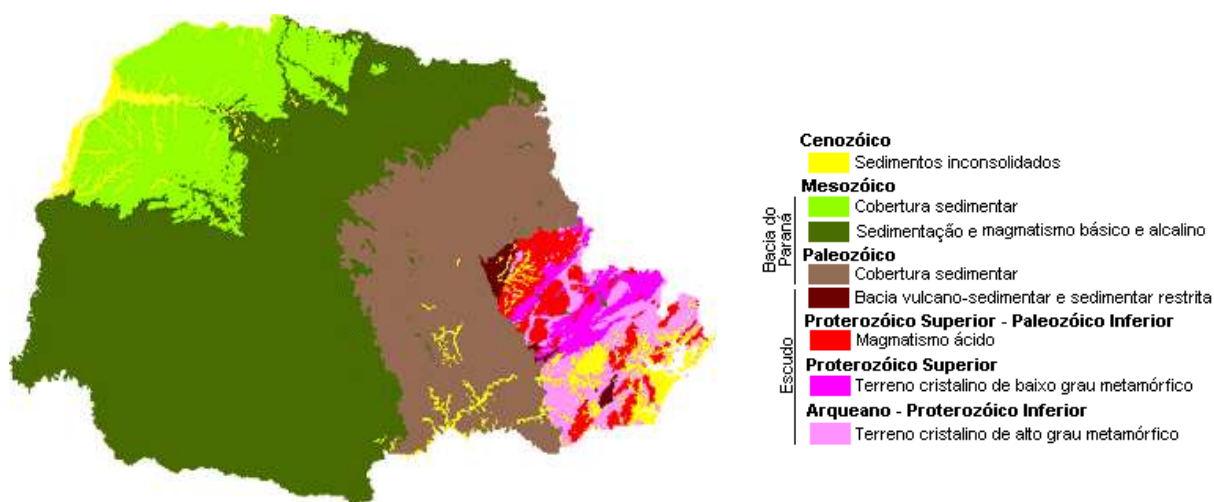 Cenozóico
Sedimentos inconsolidados
Mesozóico
Cobertura sedimentar
Sedimentação e magmatismo básico e alcalino
Paleozóico
Cobertura sedimentar
Bacia vulcano-sedimentar e sedimentar restrita
Proterozóico Superior - Paleozóico Inferior
Magmatismo ácido
Proterozóico Superior
Terreno cristalino de baixo grau metamórfico
Arqueano - Proterozóico Inferior
Terreno cristalino de alto grau metamórfico
Bacia do
Paraná
Escudo